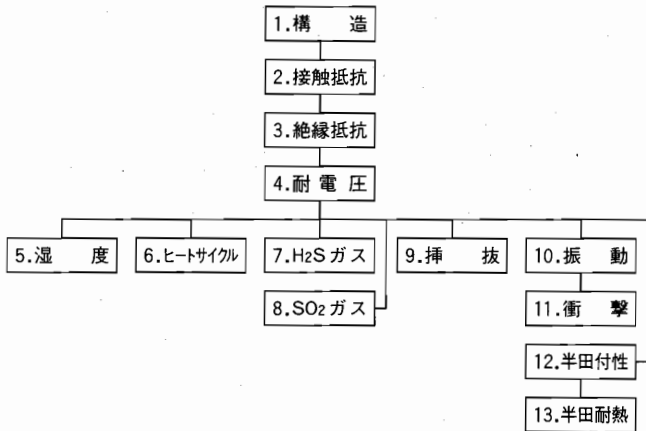 1.構　造
2.接触抵抗
3.絶縁抵抗
4.耐電圧
5.湿　度
6.ヒートサイクル
7.H₂Sガス
9.挿　抜
10.振　動
8.SO₂ガス
11.衝　撃
12.半田付性
13.半田耐熱